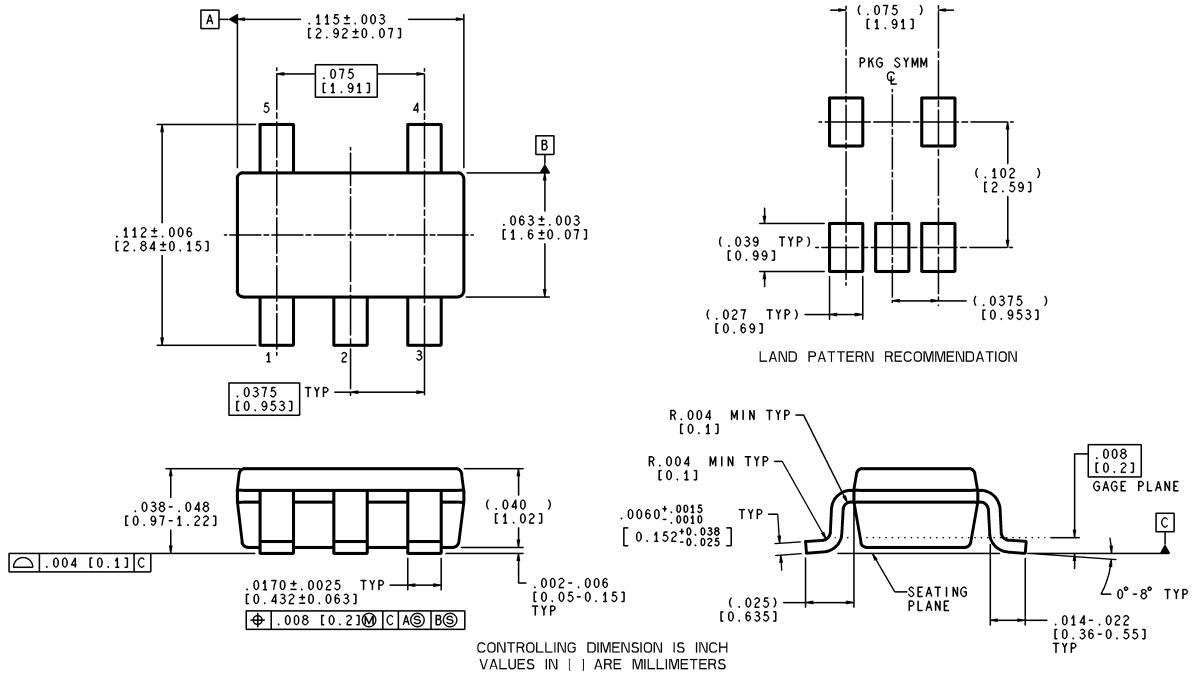 A
.115±.003
[2.92±0.07]
.075
[1.91]
5
4
B
.112±.006
[2.84±0.15]
.063±.003
[1.6±0.07]
1
2
3
.0375 TYP
[0.953]
(.075 )
[1.91]
PKG SYMM
℄
(.102 )
[2.59]
(.039 TYP)
[0.99]
(.027 TYP)
[0.69]
(.0375 )
[0.953]
LAND PATTERN RECOMMENDATION
.038-.048
[0.97-1.22]
(.040 )
[1.02]
⌓ .004 [0.1] C
.0170±.0025 TYP
[0.432±0.063]
⌖ .008 [0.2]Ⓜ C AⓈ BⓈ
.002-.006
[0.05-0.15]
TYP
R.004 MIN TYP
[0.1]
R.004 MIN TYP
[0.1]
.0060+.0015-.0010 TYP
[0.152+0.038-0.025]
.008
[0.2]
GAGE PLANE
C
(.025)
[0.635]
SEATING
PLANE
0°-8° TYP
.014-.022
[0.36-0.55]
TYP
CONTROLLING DIMENSION IS INCH
VALUES IN [ ] ARE MILLIMETERS